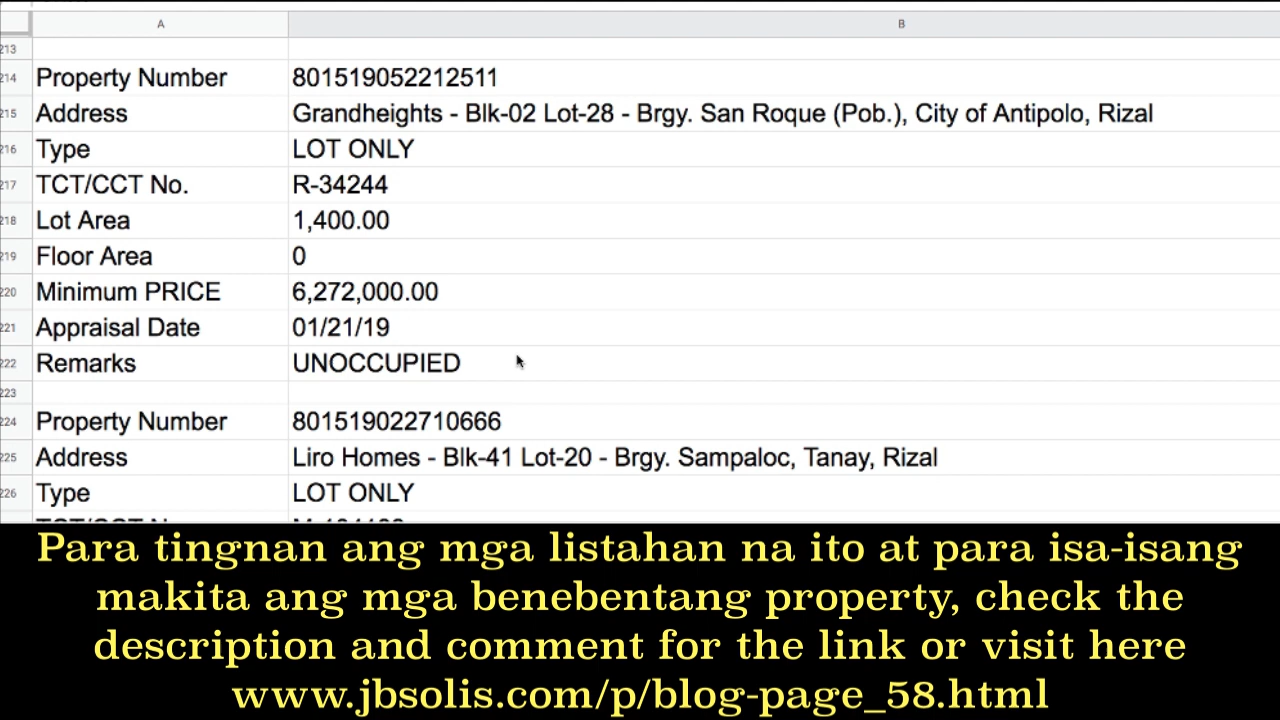 A B
213
214 Property Number 801519052212511
215 Address Grandheights - Blk-02 Lot-28 - Brgy. San Roque (Pob.), City of Antipolo, Rizal
216 Type LOT ONLY
217 TCT/CCT No. R-34244
218 Lot Area 1,400.00
219 Floor Area 0
220 Minimum PRICE 6,272,000.00
221 Appraisal Date 01/21/19
222 Remarks UNOCCUPIED
223
224 Property Number 801519022710666
225 Address Liro Homes - Blk-41 Lot-20 - Brgy. Sampaloc, Tanay, Rizal
226 Type LOT ONLY
Para tingnan ang mga listahan na ito at para isa-isang
makita ang mga benebentang property, check the
description and comment for the link or visit here
www.jbsolis.com/p/blog-page_58.html